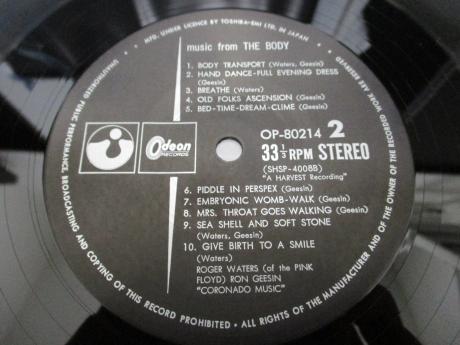 MFD. UNDER LICENCE BY TOSHIBA-EMI LTD. IN JAPAN
music from THE BODY
1. BODY TRANSPORT (Waters, Geesin)
2. HAND DANCE-FULL EVENING DRESS
(Geesin)
3. BREATHE (Waters)
4. OLD FOLKS ASCENSION (Geesin)
5. BED-TIME-DREAM-CLIME (Geesin)
Odeon
RECORDS
OP-80214 2
33⅓ RPM STEREO
(SHSP-4008B)
"A HARVEST Recording"
6. PIDDLE IN PERSPEX (Geesin)
7. EMBRYONIC WOMB-WALK (Geesin)
8. MRS. THROAT GOES WALKING (Geesin)
9. SEA SHELL AND SOFT STONE
(Waters, Geesin)
10. GIVE BIRTH TO A SMILE
(Waters)
ROGER WATERS (of the PINK
FLOYD) RON GEESIN
"CORONADO MUSIC"
UNAUTHORIZED PUBLIC PERFORMANCE, BROADCASTING AND COPYING OF THIS RECORD PROHIBITED • ALL RIGHTS OF THE MANUFACTURER AND OF THE OWNER OF THE RECORDED WORK ARE RESERVED